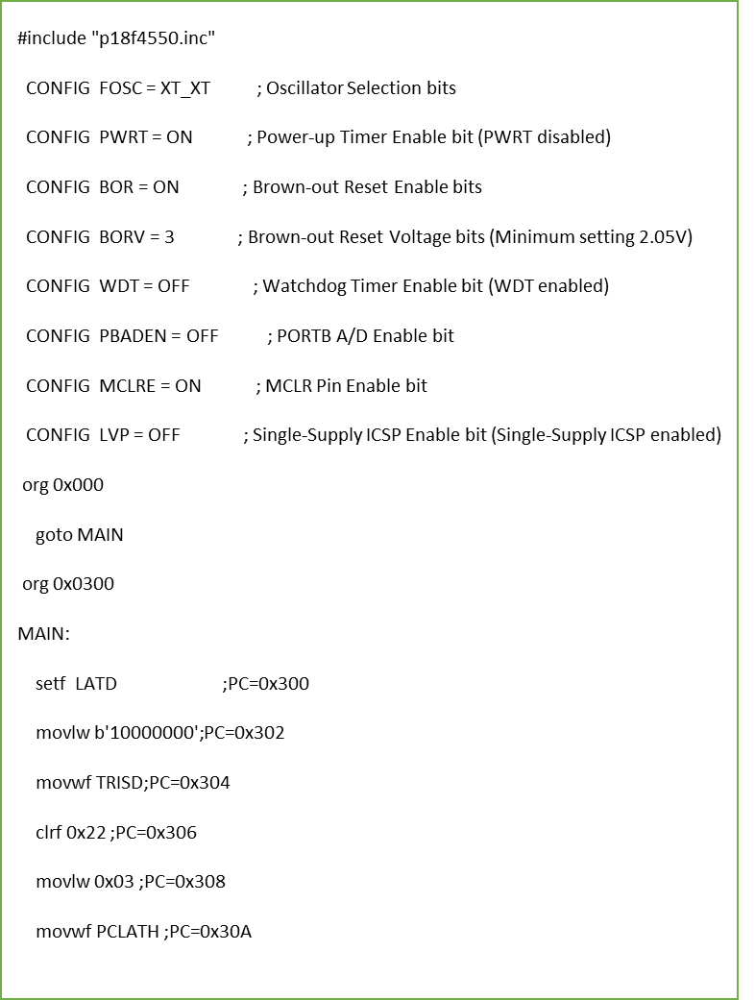 #include "p18f4550.inc"
CONFIG FOSC = XT_XT ; Oscillator Selection bits
CONFIG PWRT = ON ; Power-up Timer Enable bit (PWRT disabled)
CONFIG BOR = ON ; Brown-out Reset Enable bits
CONFIG BORV = 3 ; Brown-out Reset Voltage bits (Minimum setting 2.05V)
CONFIG WDT = OFF ; Watchdog Timer Enable bit (WDT enabled)
CONFIG PBADEN = OFF ; PORTB A/D Enable bit
CONFIG MCLRE = ON ; MCLR Pin Enable bit
CONFIG LVP = OFF ; Single-Supply ICSP Enable bit (Single-Supply ICSP enabled)
org 0x000
goto MAIN
org 0x0300
MAIN:
setf LATD ;PC=0x300
movlw b'10000000';PC=0x302
movwf TRISD;PC=0x304
clrf 0x22 ;PC=0x306
movlw 0x03 ;PC=0x308
movwf PCLATH ;PC=0x30A